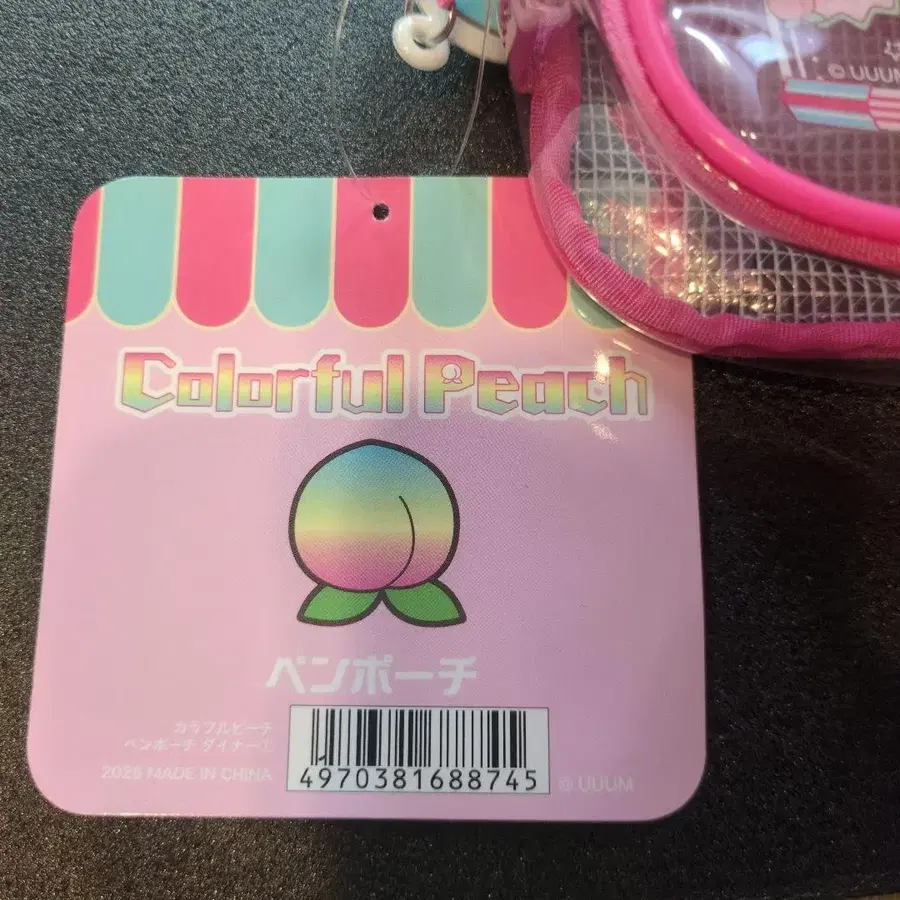 © UUUM
Colorful Peach
ペンポーチ
カラフルピーチ
ペンポーチ ダイナー①
2025 MADE IN CHINA
4970381688745
© UUUM